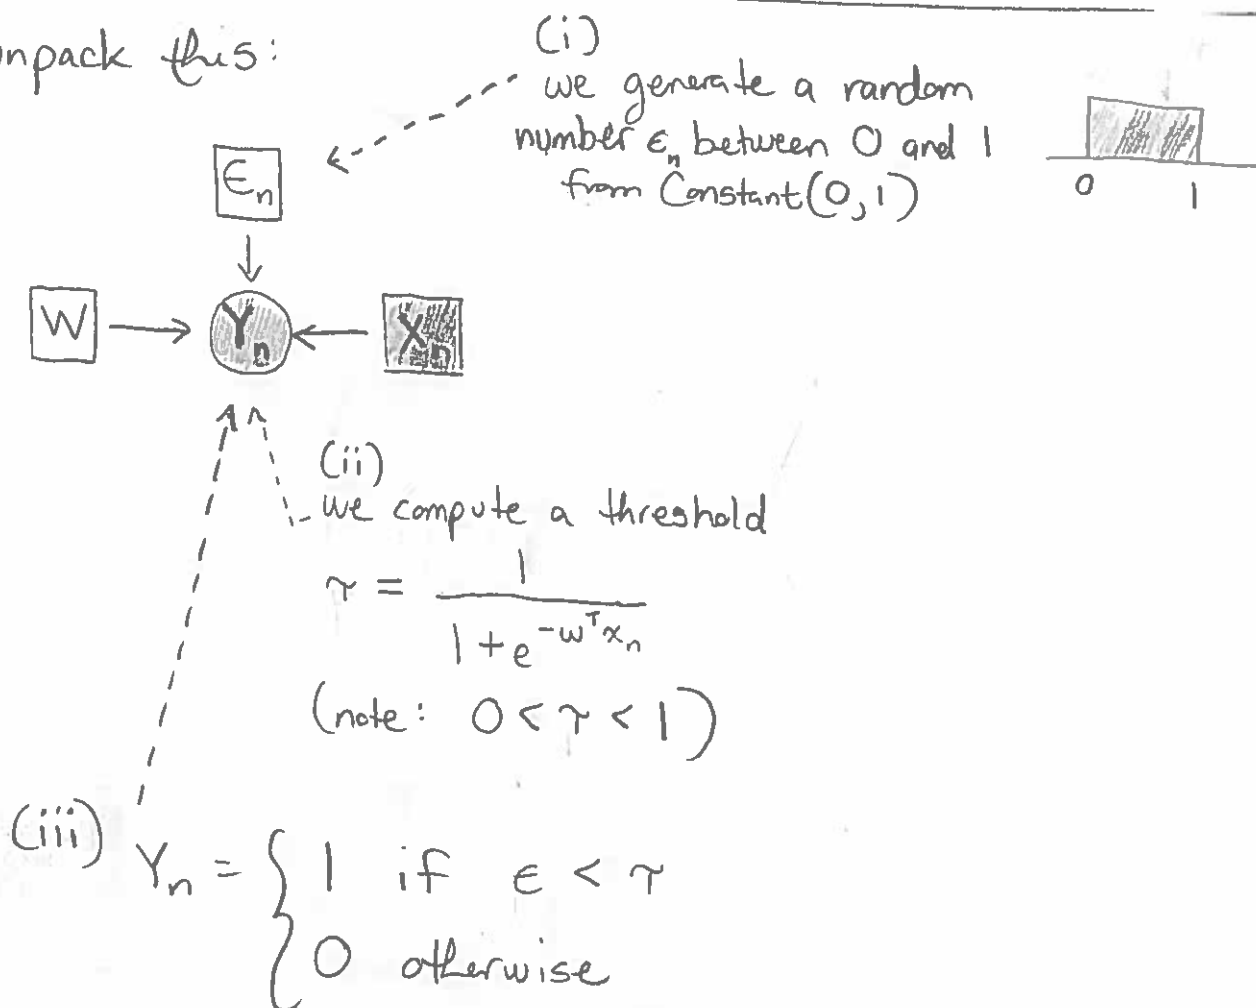 npack this:
(i)
we generate a random
number ϵₙ between 0 and 1
from Constant(0,1)
0 1
ϵₙ
W Yₙ Xₙ
(ii)
we compute a threshold
τ = 1 / (1 + e^(-wᵀxₙ))
(note: 0 < τ < 1)
(iii) Yₙ = { 1 if ϵ < τ
0 otherwise